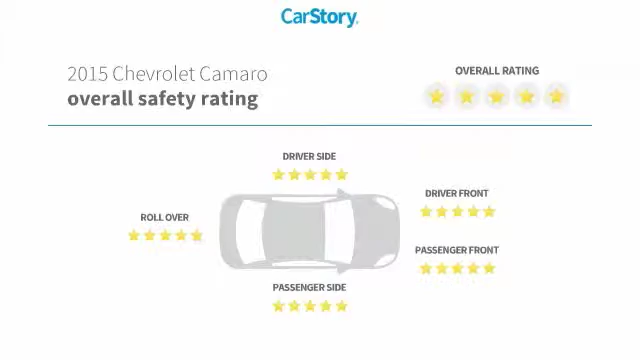 CarStory.
2015 Chevrolet Camaro
overall safety rating
OVERALL RATING
DRIVER SIDE
DRIVER FRONT
ROLL OVER
PASSENGER FRONT
PASSENGER SIDE